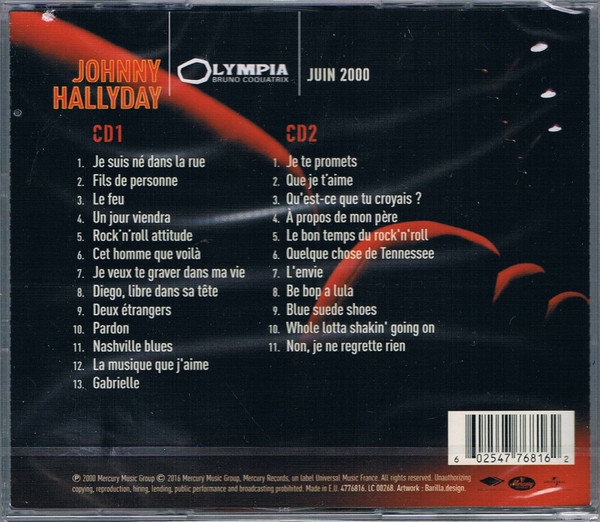 JOHNNY
HALLYDAY
OLYMPIA
BRUNO COQUATRIX
JUIN 2000
CD1
1. Je suis né dans la rue
2. Fils de personne
3. Le feu
4. Un jour viendra
5. Rock'n'roll attitude
6. Cet homme que voilà
7. Je veux te graver dans ma vie
8. Diego, libre dans sa tête
9. Deux étrangers
10. Pardon
11. Nashville blues
12. La musique que j'aime
13. Gabrielle
CD2
1. Je te promets
2. Que je t'aime
3. Qu'est-ce que tu croyais ?
4. À propos de mon père
5. Le bon temps du rock'n'roll
6. Quelque chose de Tennessee
7. L'envie
8. Be bop a lula
9. Blue suede shoes
10. Whole lotta shakin' going on
11. Non, je ne regrette rien
6 02547 76816 2
℗ 2000 Mercury Music Group © 2016 Mercury Music Group, Mercury Records, un label Universal Music France. All rights reserved. Unauthorizing
copying, reproduction, hiring, lending, public performance and broadcasting prohibited. Made in E.U. 4776816. LC 00268. Artwork : Barilla.design.